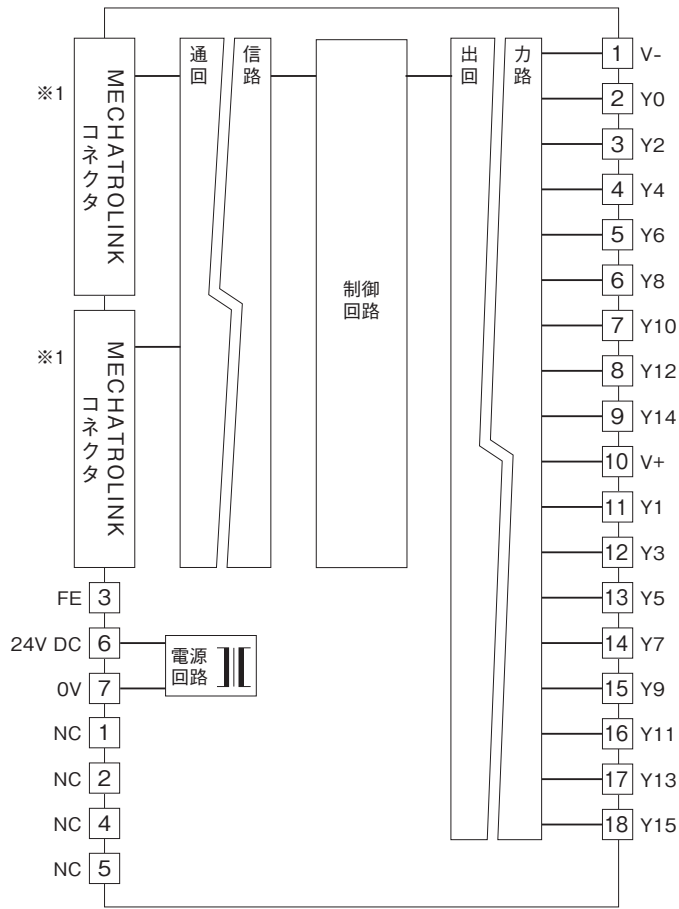 ※1
MECHATROLINK
コネクタ
※1
MECHATROLINK
コネクタ
通信
回路
制御
回路
出力
回路
FE 3
24V DC 6
0V 7
NC 1
NC 2
NC 4
NC 5
電源
回路
1 V-
2 Y0
3 Y2
4 Y4
5 Y6
6 Y8
7 Y10
8 Y12
9 Y14
10 V+
11 Y1
12 Y3
13 Y5
14 Y7
15 Y9
16 Y11
17 Y13
18 Y15